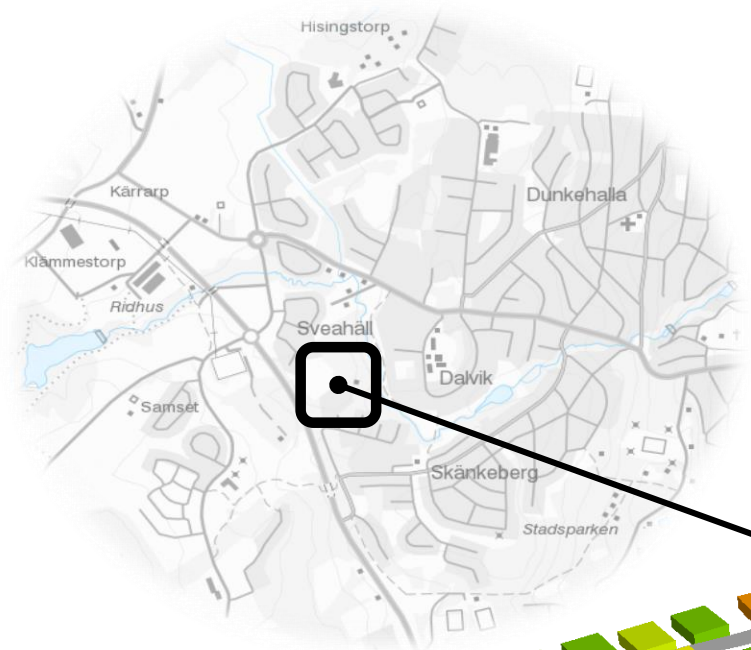 Hisingstorp
Kärrarp
Dunkehalla
Klämmestorp
Ridhus
Sveahäll
Dalvik
Samset
Skänkeberg
Stadsparken